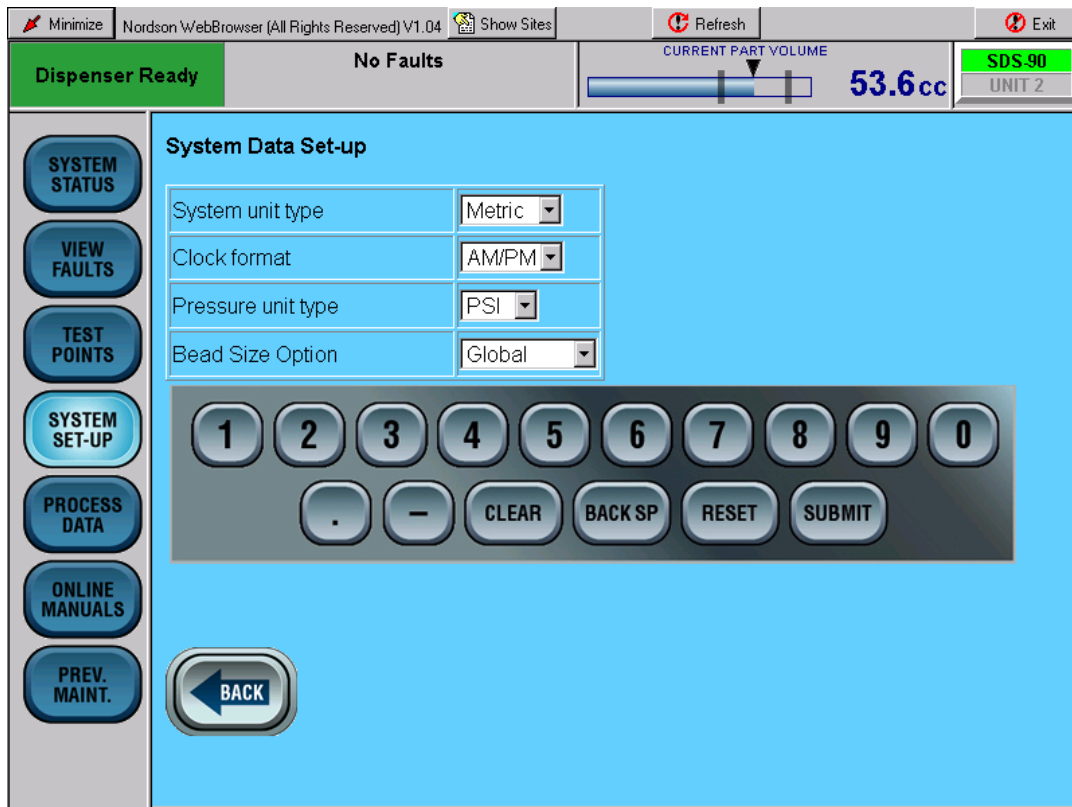 Minimize Nordson WebBrowser (All Rights Reserved) V1.04 Show Sites Refresh Exit
Dispenser Ready
No Faults
CURRENT PART VOLUME
53.6cc
SDS-90
UNIT 2
System Data Set-up
SYSTEM
STATUS
VIEW
FAULTS
TEST
POINTS
SYSTEM
SET-UP
PROCESS
DATA
ONLINE
MANUALS
PREV.
MAINT.
System unit type Metric
Clock format AM/PM
Pressure unit type PSI
Bead Size Option Global
1 2 3 4 5 6 7 8 9 0
. – CLEAR BACK SP RESET SUBMIT
BACK